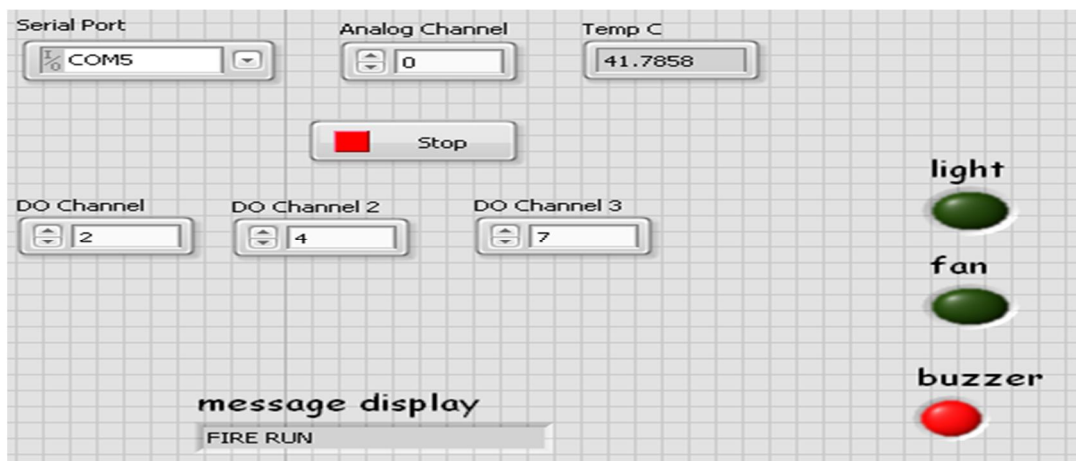 Serial Port
Analog Channel
Temp C
I/O COM5
0
41.7858
Stop
light
DO Channel
DO Channel 2
DO Channel 3
2
4
7
fan
buzzer
message display
FIRE RUN